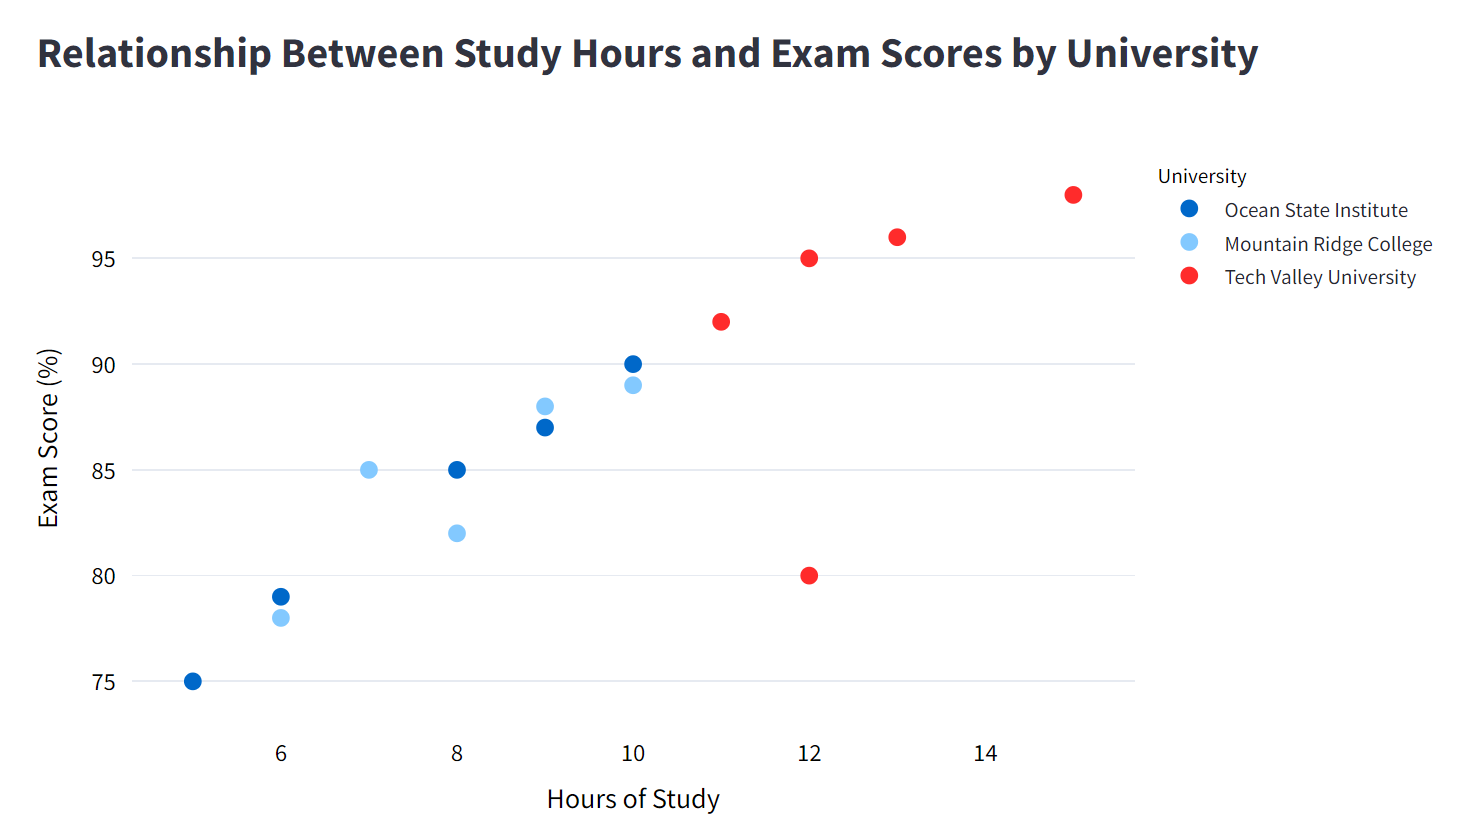 Relationship Between Study Hours and Exam Scores by University
University
Ocean State Institute
Mountain Ridge College
Tech Valley University
Exam Score (%)
95
90
85
80
75
6 8 10 12 14
Hours of Study